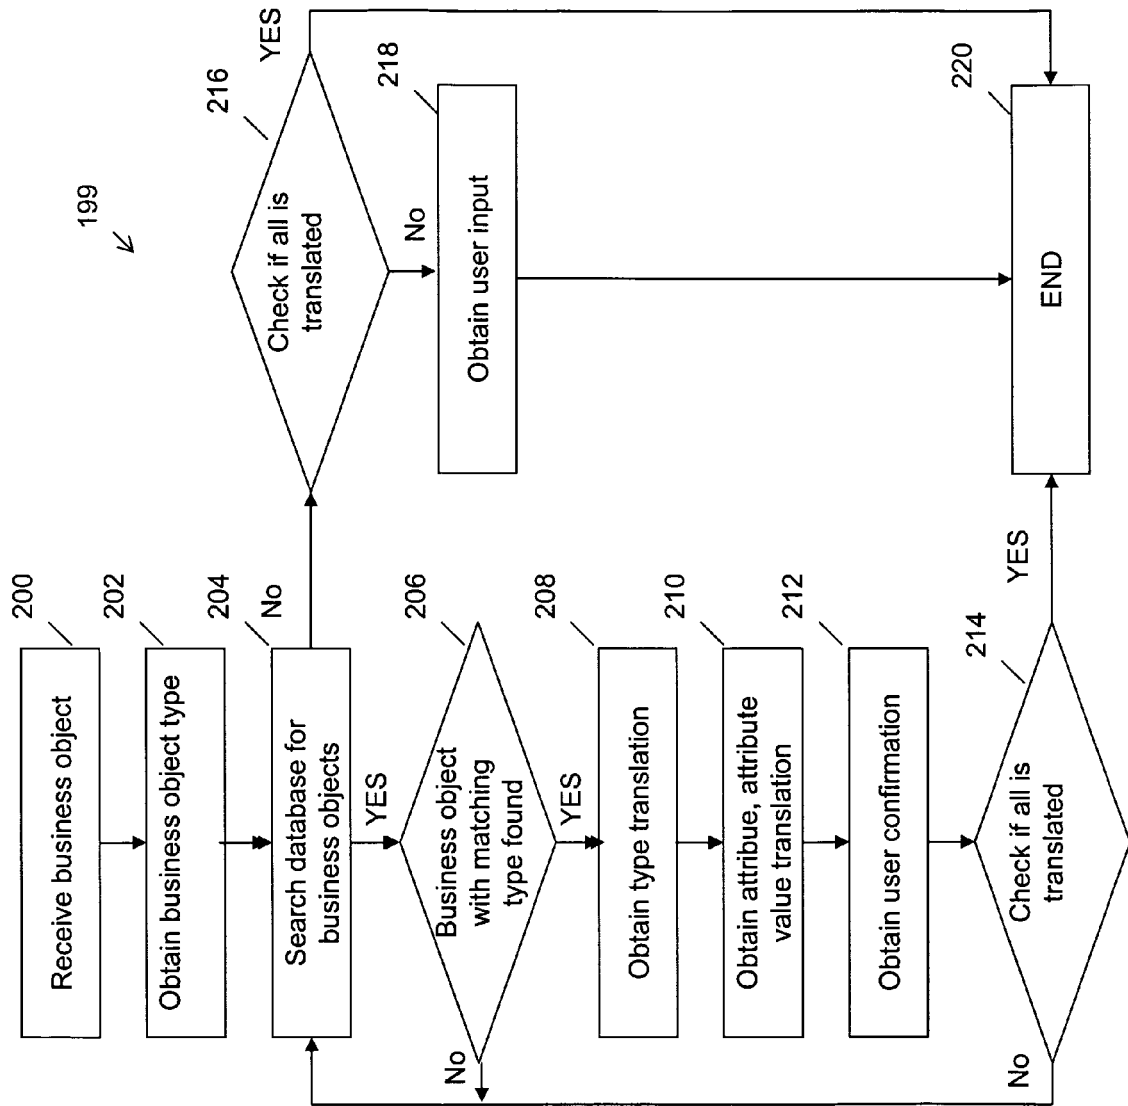 199
Receive business object
200
Obtain business object type
202
Search database for
business objects
204
No
YES
Business object
with matching
type found
206
No
YES
Obtain type translation
208
Obtain attribue, attribute
value translation
210
Obtain user confirmation
212
Check if all is
translated
214
No
YES
Check if all is
translated
216
YES
No
Obtain user input
218
END
220